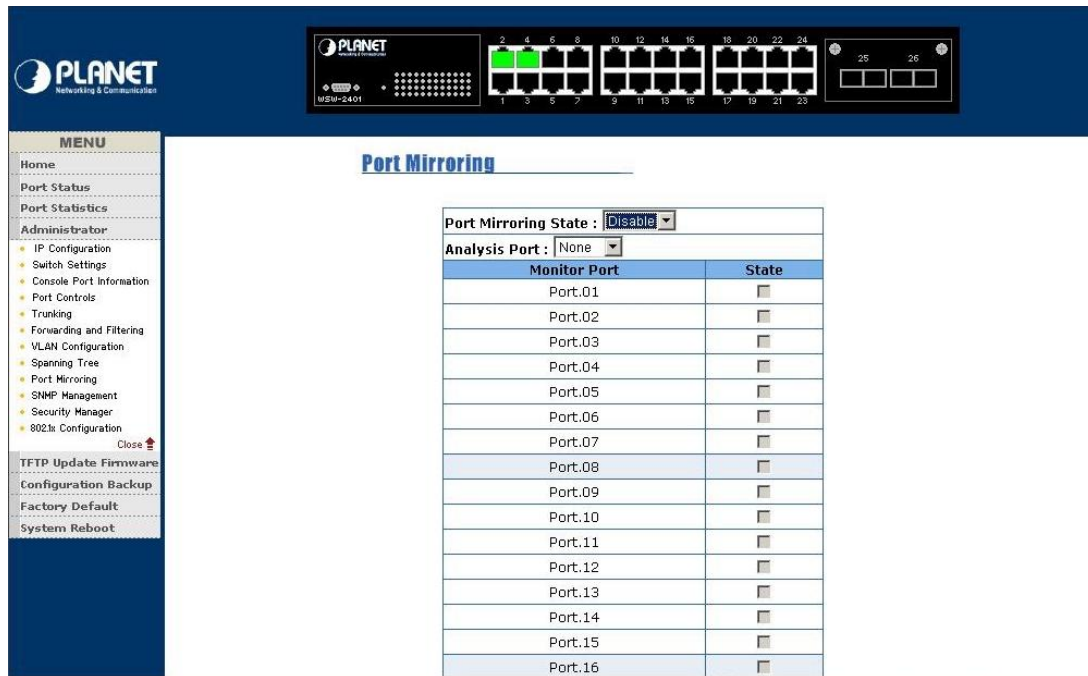 PLANET
Networking & Communication
PLANET
Networking & Communication
WSW-2401
2 4 6 8 10 12 14 16 18 20 22 24
1 3 5 7 9 11 13 15 17 19 21 23
25 26
MENU
Home
Port Status
Port Statistics
Administrator
IP Configuration
Switch Settings
Console Port Information
Port Controls
Trunking
Forwarding and Filtering
VLAN Configuration
Spanning Tree
Port Mirroring
SNMP Management
Security Manager
802.1x Configuration
Close
TFTP Update Firmware
Configuration Backup
Factory Default
System Reboot
Port Mirroring
Port Mirroring State : Disable
Analysis Port : None
Monitor Port State
Port.01
Port.02
Port.03
Port.04
Port.05
Port.06
Port.07
Port.08
Port.09
Port.10
Port.11
Port.12
Port.13
Port.14
Port.15
Port.16